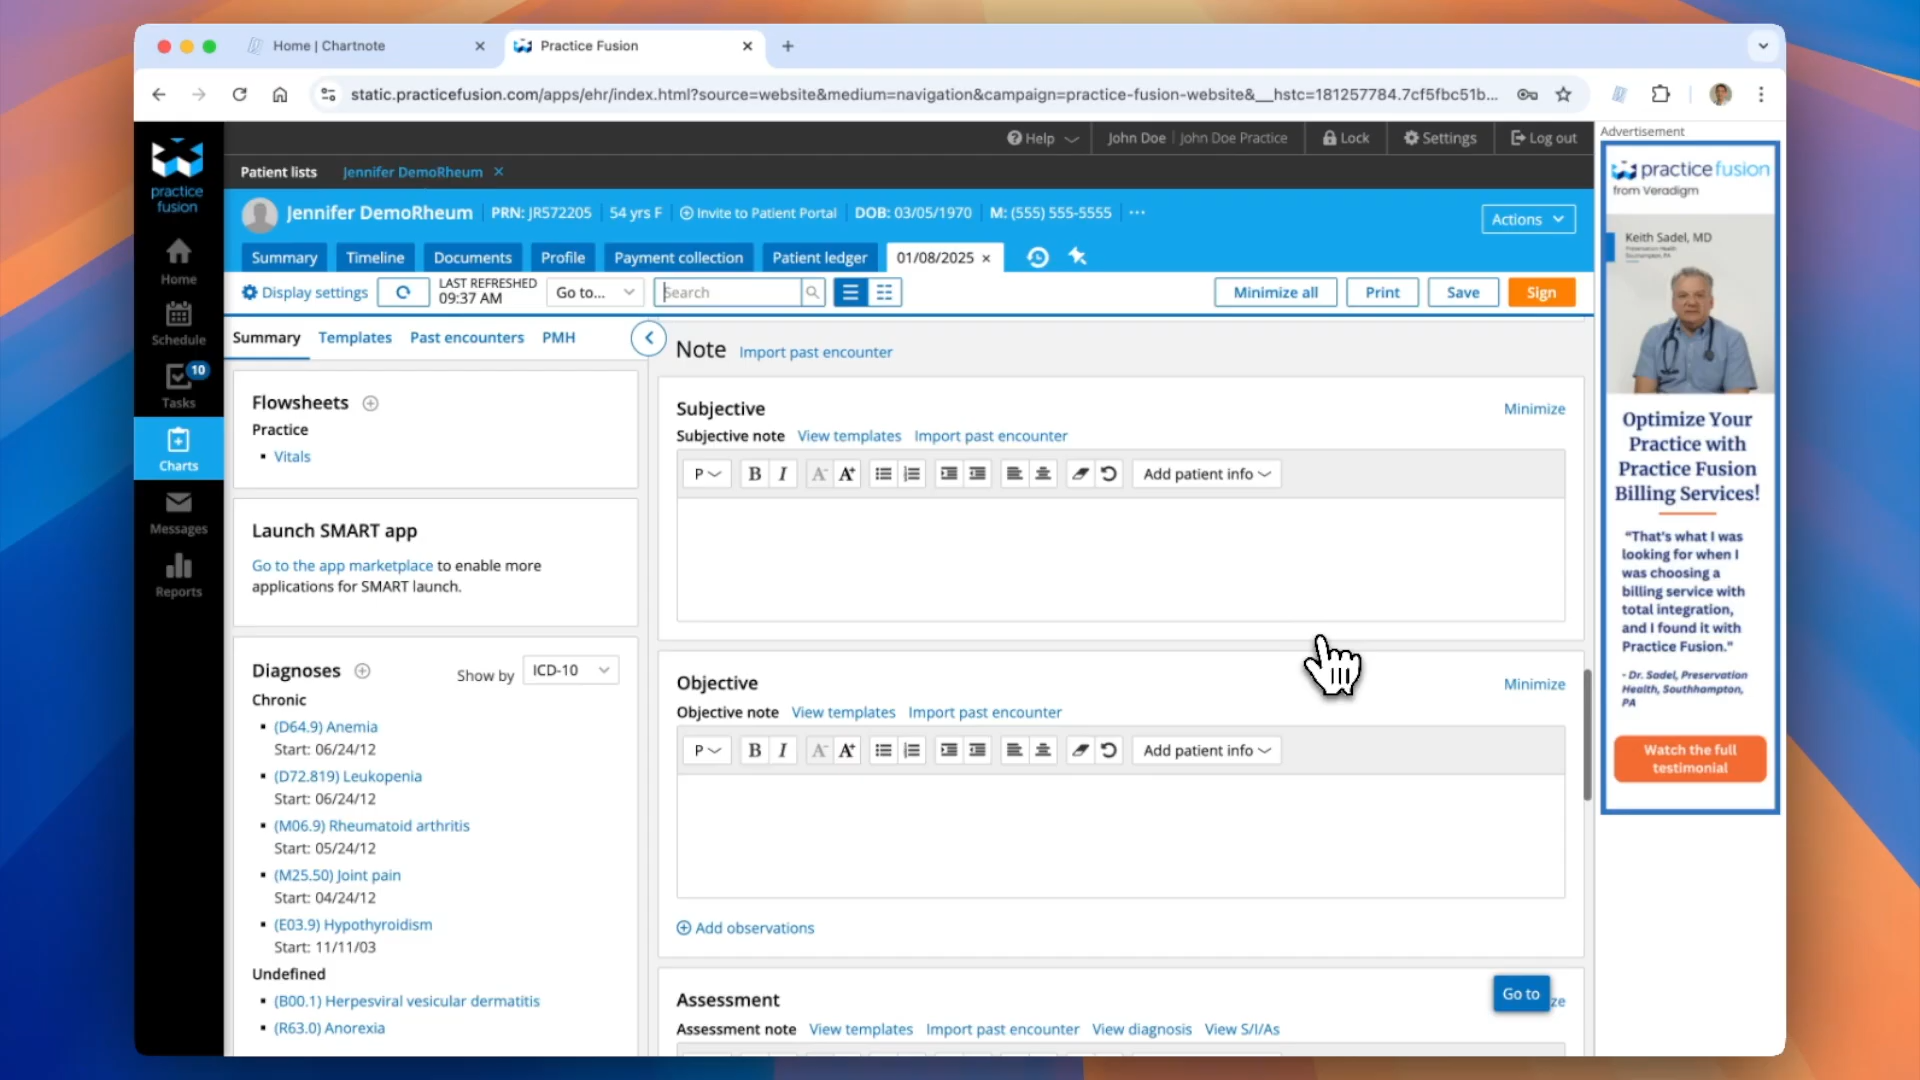 Home | Chartnote
Practice Fusion
static.practicefusion.com/apps/ehr/index.html?source=website&medium=navigation&campaign=practice-fusion-website&__hstc=181257784.7cf5fbc51b...
practice
fusion
Home
Schedule
10
Tasks
Charts
Messages
Reports
Help
John Doe | John Doe Practice
Lock
Settings
Log out
Patient lists
Jennifer DemoRheum
Jennifer DemoRheum
PRN: JR572205
54 yrs F
Invite to Patient Portal
DOB: 03/05/1970
M: (555) 555-5555
Actions
Summary
Timeline
Documents
Profile
Payment collection
Patient ledger
01/08/2025
Display settings
LAST REFRESHED
09:37 AM
Go to...
Search
Minimize all
Print
Save
Sign
Summary
Templates
Past encounters
PMH
Flowsheets
Practice
Vitals
Launch SMART app
Go to the app marketplace to enable more
applications for SMART launch.
Diagnoses
Show by
ICD-10
Chronic
(D64.9) Anemia
Start: 06/24/12
(D72.819) Leukopenia
Start: 06/24/12
(M06.9) Rheumatoid arthritis
Start: 05/24/12
(M25.50) Joint pain
Start: 04/24/12
(E03.9) Hypothyroidism
Start: 11/11/03
Undefined
(B00.1) Herpesviral vesicular dermatitis
(R63.0) Anorexia
Note
Import past encounter
Subjective
Minimize
Subjective note
View templates
Import past encounter
P
B
I
A-
A+
Add patient info
Objective
Minimize
Objective note
View templates
Import past encounter
P
B
I
A-
A+
Add patient info
Add observations
Assessment
Go to
ze
Assessment note
View templates
Import past encounter
View diagnosis
View S/I/As
Advertisement
practice fusion
from Veradigm
Keith Sadel, MD
Optimize Your
Practice with
Practice Fusion
Billing Services!
“That’s what I was
looking for when I
was choosing a
billing service with
total integration,
and I found it with
Practice Fusion.”
- Dr. Sadel, Preservation
Health, Southhampton,
PA
Watch the full
testimonial